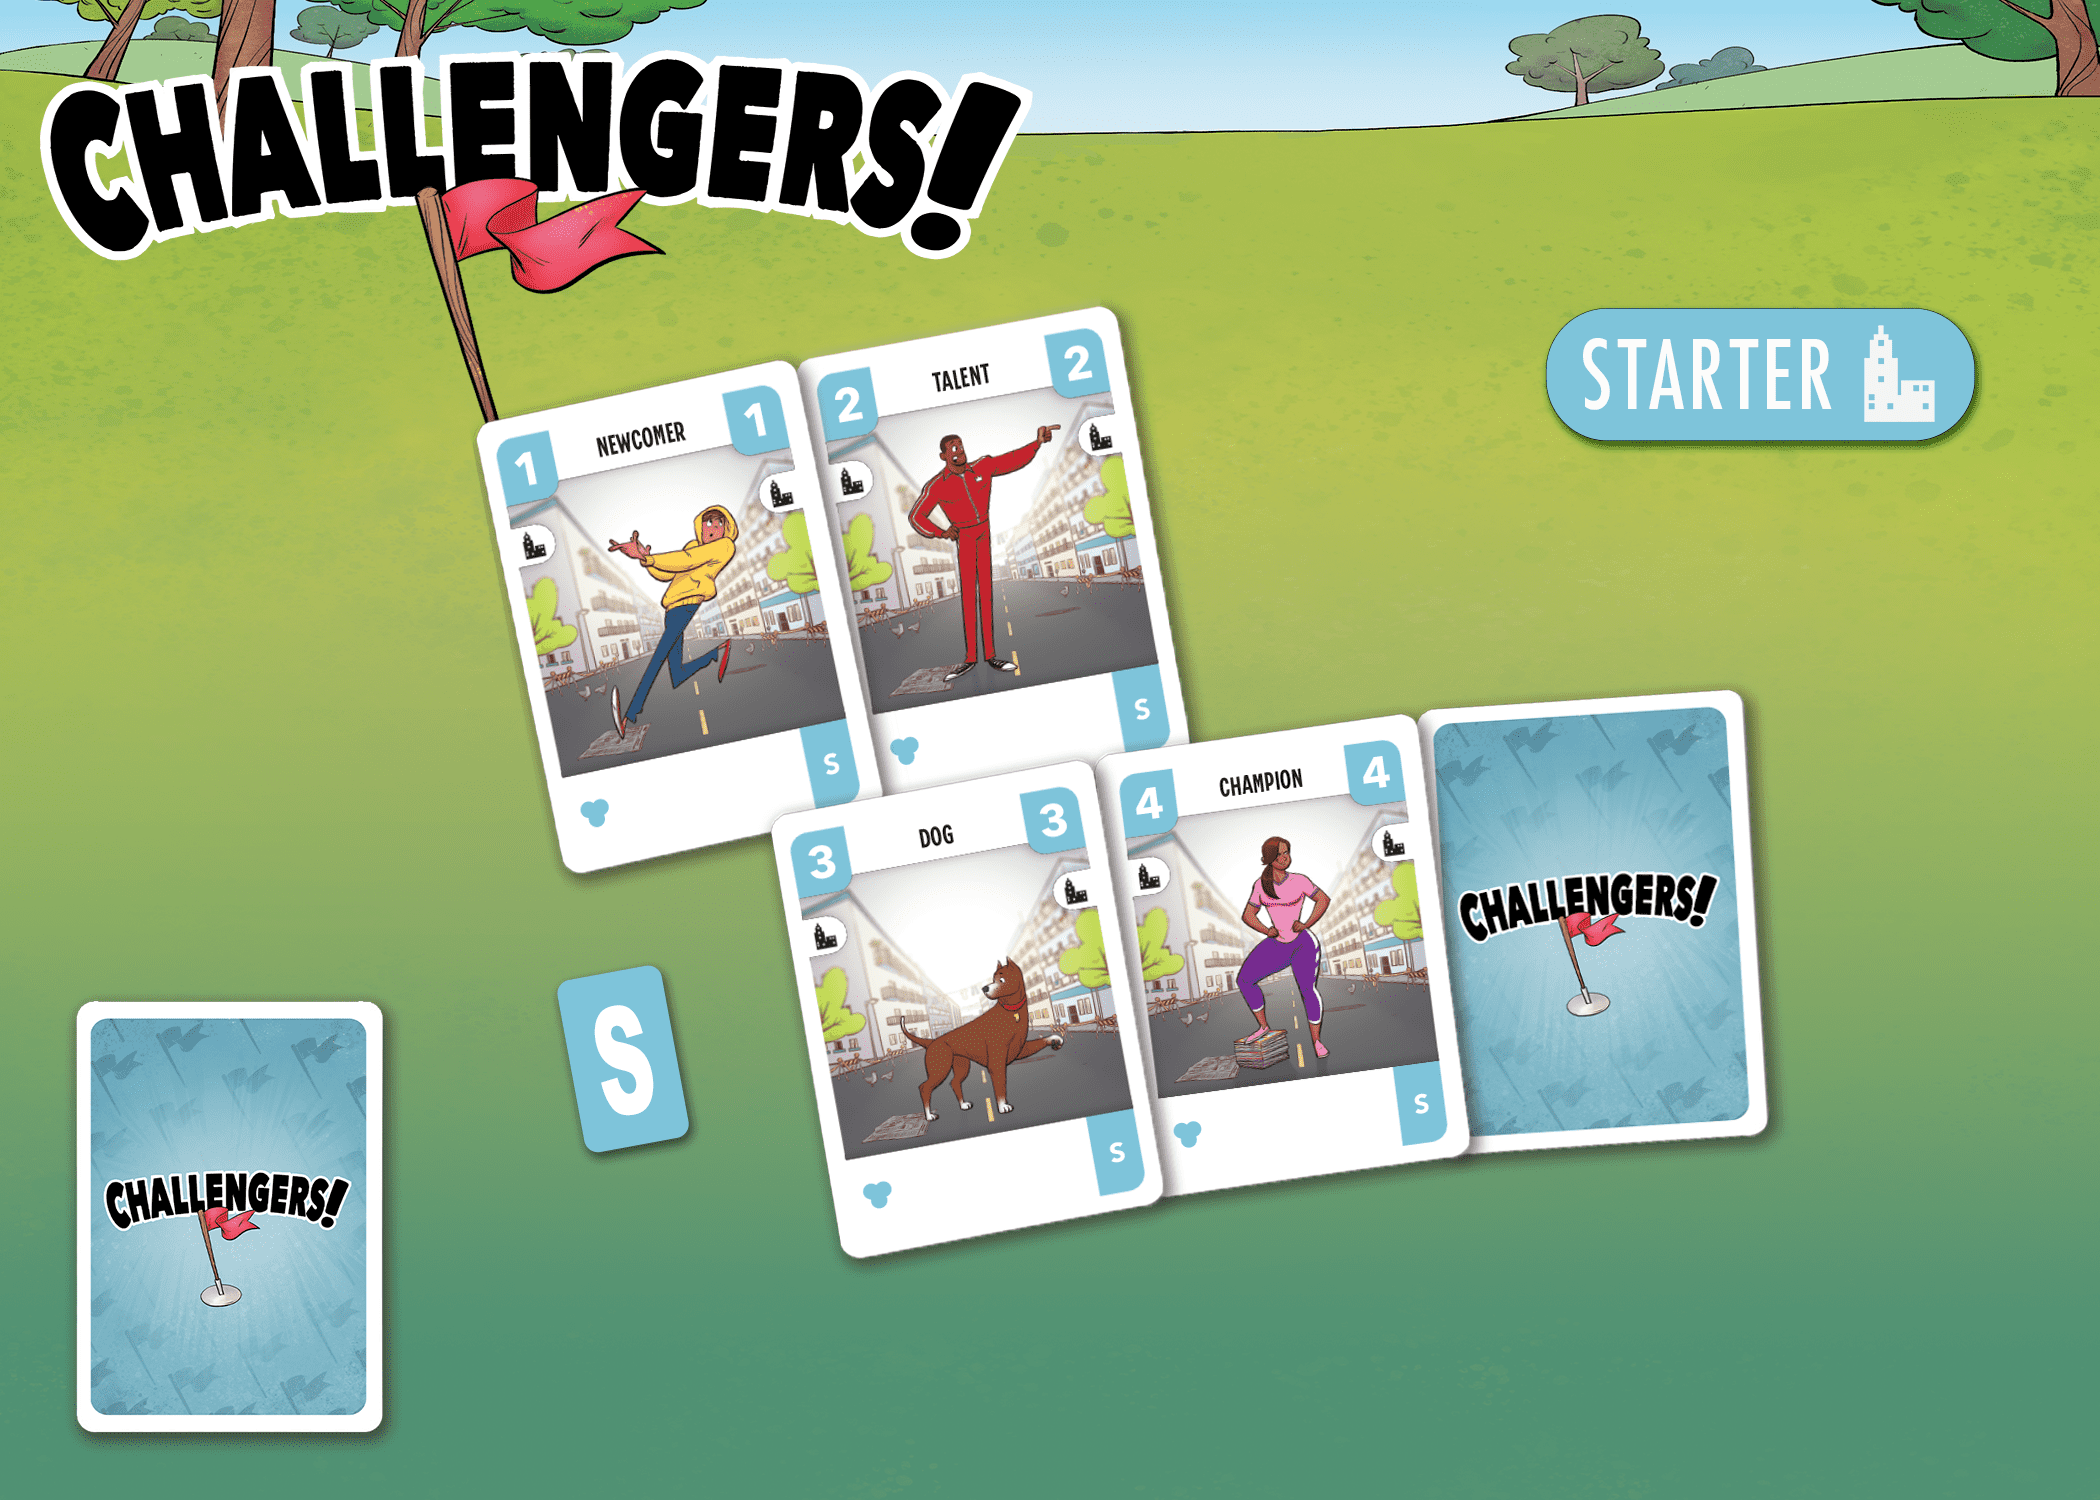 CHALLENGERS!
STARTER
1 NEWCOMER 1
S
2 TALENT 2
S
3 DOG 3
S
4 CHAMPION 4
S
CHALLENGERS!
S
CHALLENGERS!